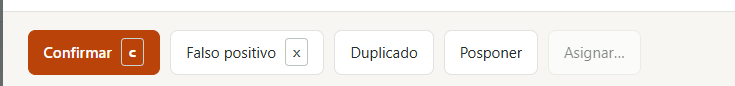 Confirmar c Falso positivo x Duplicado Posponer Asignar...